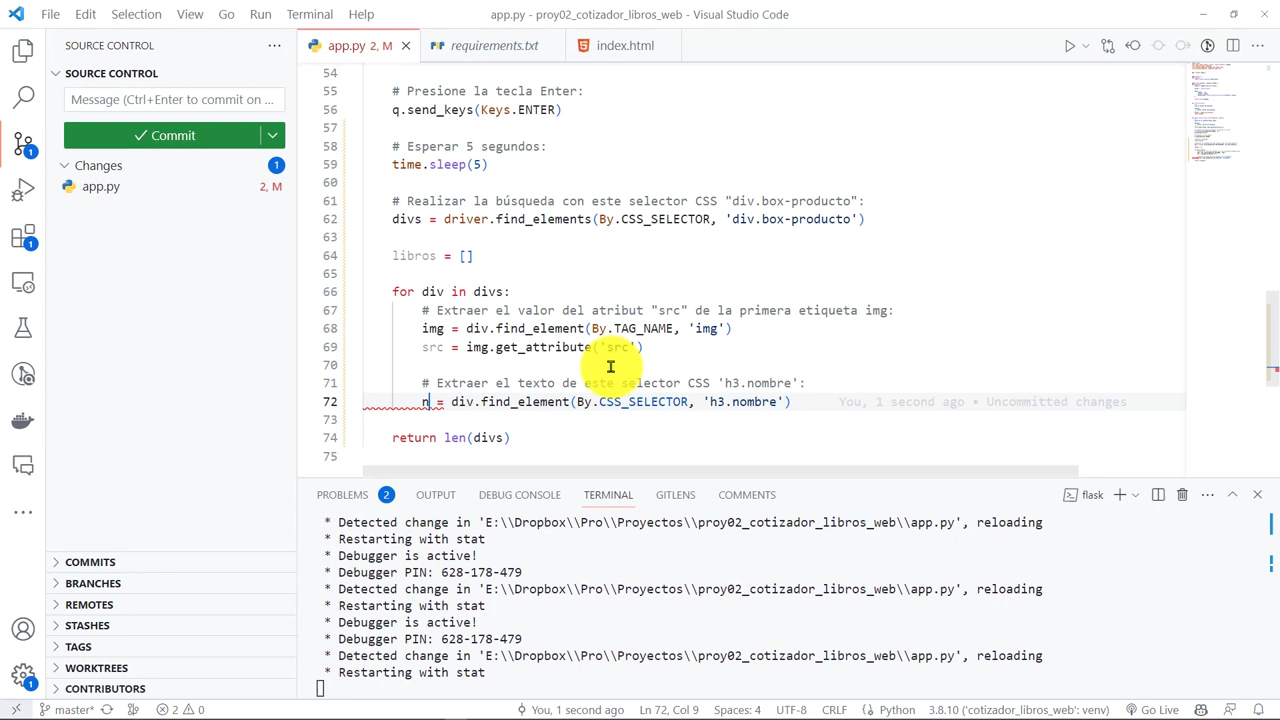 File Edit Selection View Go Run Terminal Help
app.py - proy02_cotizador_libros_web - Visual Studio Code
SOURCE CONTROL
app.py 2, M
requirements.txt
index.html
SOURCE CONTROL
Message (Ctrl+Enter to commit on ...
Commit
Changes 1
app.py 2, M
54
55 # Presiona la tecla Enter:
56 q.send_keys(Keys.ENTER)
57
58
59 time.sleep
60
61 # Realizar la búsqueda con este selector CSS "div.box-producto":
62 divs = driver.find_elements(By.CSS_SELECTOR, 'div.box-producto')
63
64 libros = []
65
66 for div in divs:
67 # Extraer el valor del atribut "src" de la primera etiqueta img:
68 img = div.find_element(By.TAG_NAME, 'img')
69 src = img.get_attribute('src')
70
71 # Extraer el texto de este selector CSS 'h3.nombre':
72 n = div.find_element(By.CSS_SELECTOR, 'h3.nombre') You, 1 second ago • Uncommitted changes
73
74 return len(divs)
75
PROBLEMS 2 OUTPUT DEBUG CONSOLE TERMINAL GITLENS COMMENTS
flask
* Detected change in 'E:\\Dropbox\\Pro\\Proyectos\\proy02_cotizador_libros_web\\app.py', reloading
* Restarting with stat
* Debugger is active!
* Debugger PIN: 628-178-479
* Detected change in 'E:\\Dropbox\\Pro\\Proyectos\\proy02_cotizador_libros_web\\app.py', reloading
* Restarting with stat
* Debugger is active!
* Debugger PIN: 628-178-479
* Detected change in 'E:\\Dropbox\\Pro\\Proyectos\\proy02_cotizador_libros_web\\app.py', reloading
* Restarting with stat
COMMITS
BRANCHES
REMOTES
STASHES
TAGS
WORKTREES
CONTRIBUTORS
1
1
1
master*
2 0
You, 1 second ago
Ln 72, Col 9
Spaces: 4
UTF-8
CRLF
Python
3.8.10 ('cotizador_libros_web': venv)
Go Live